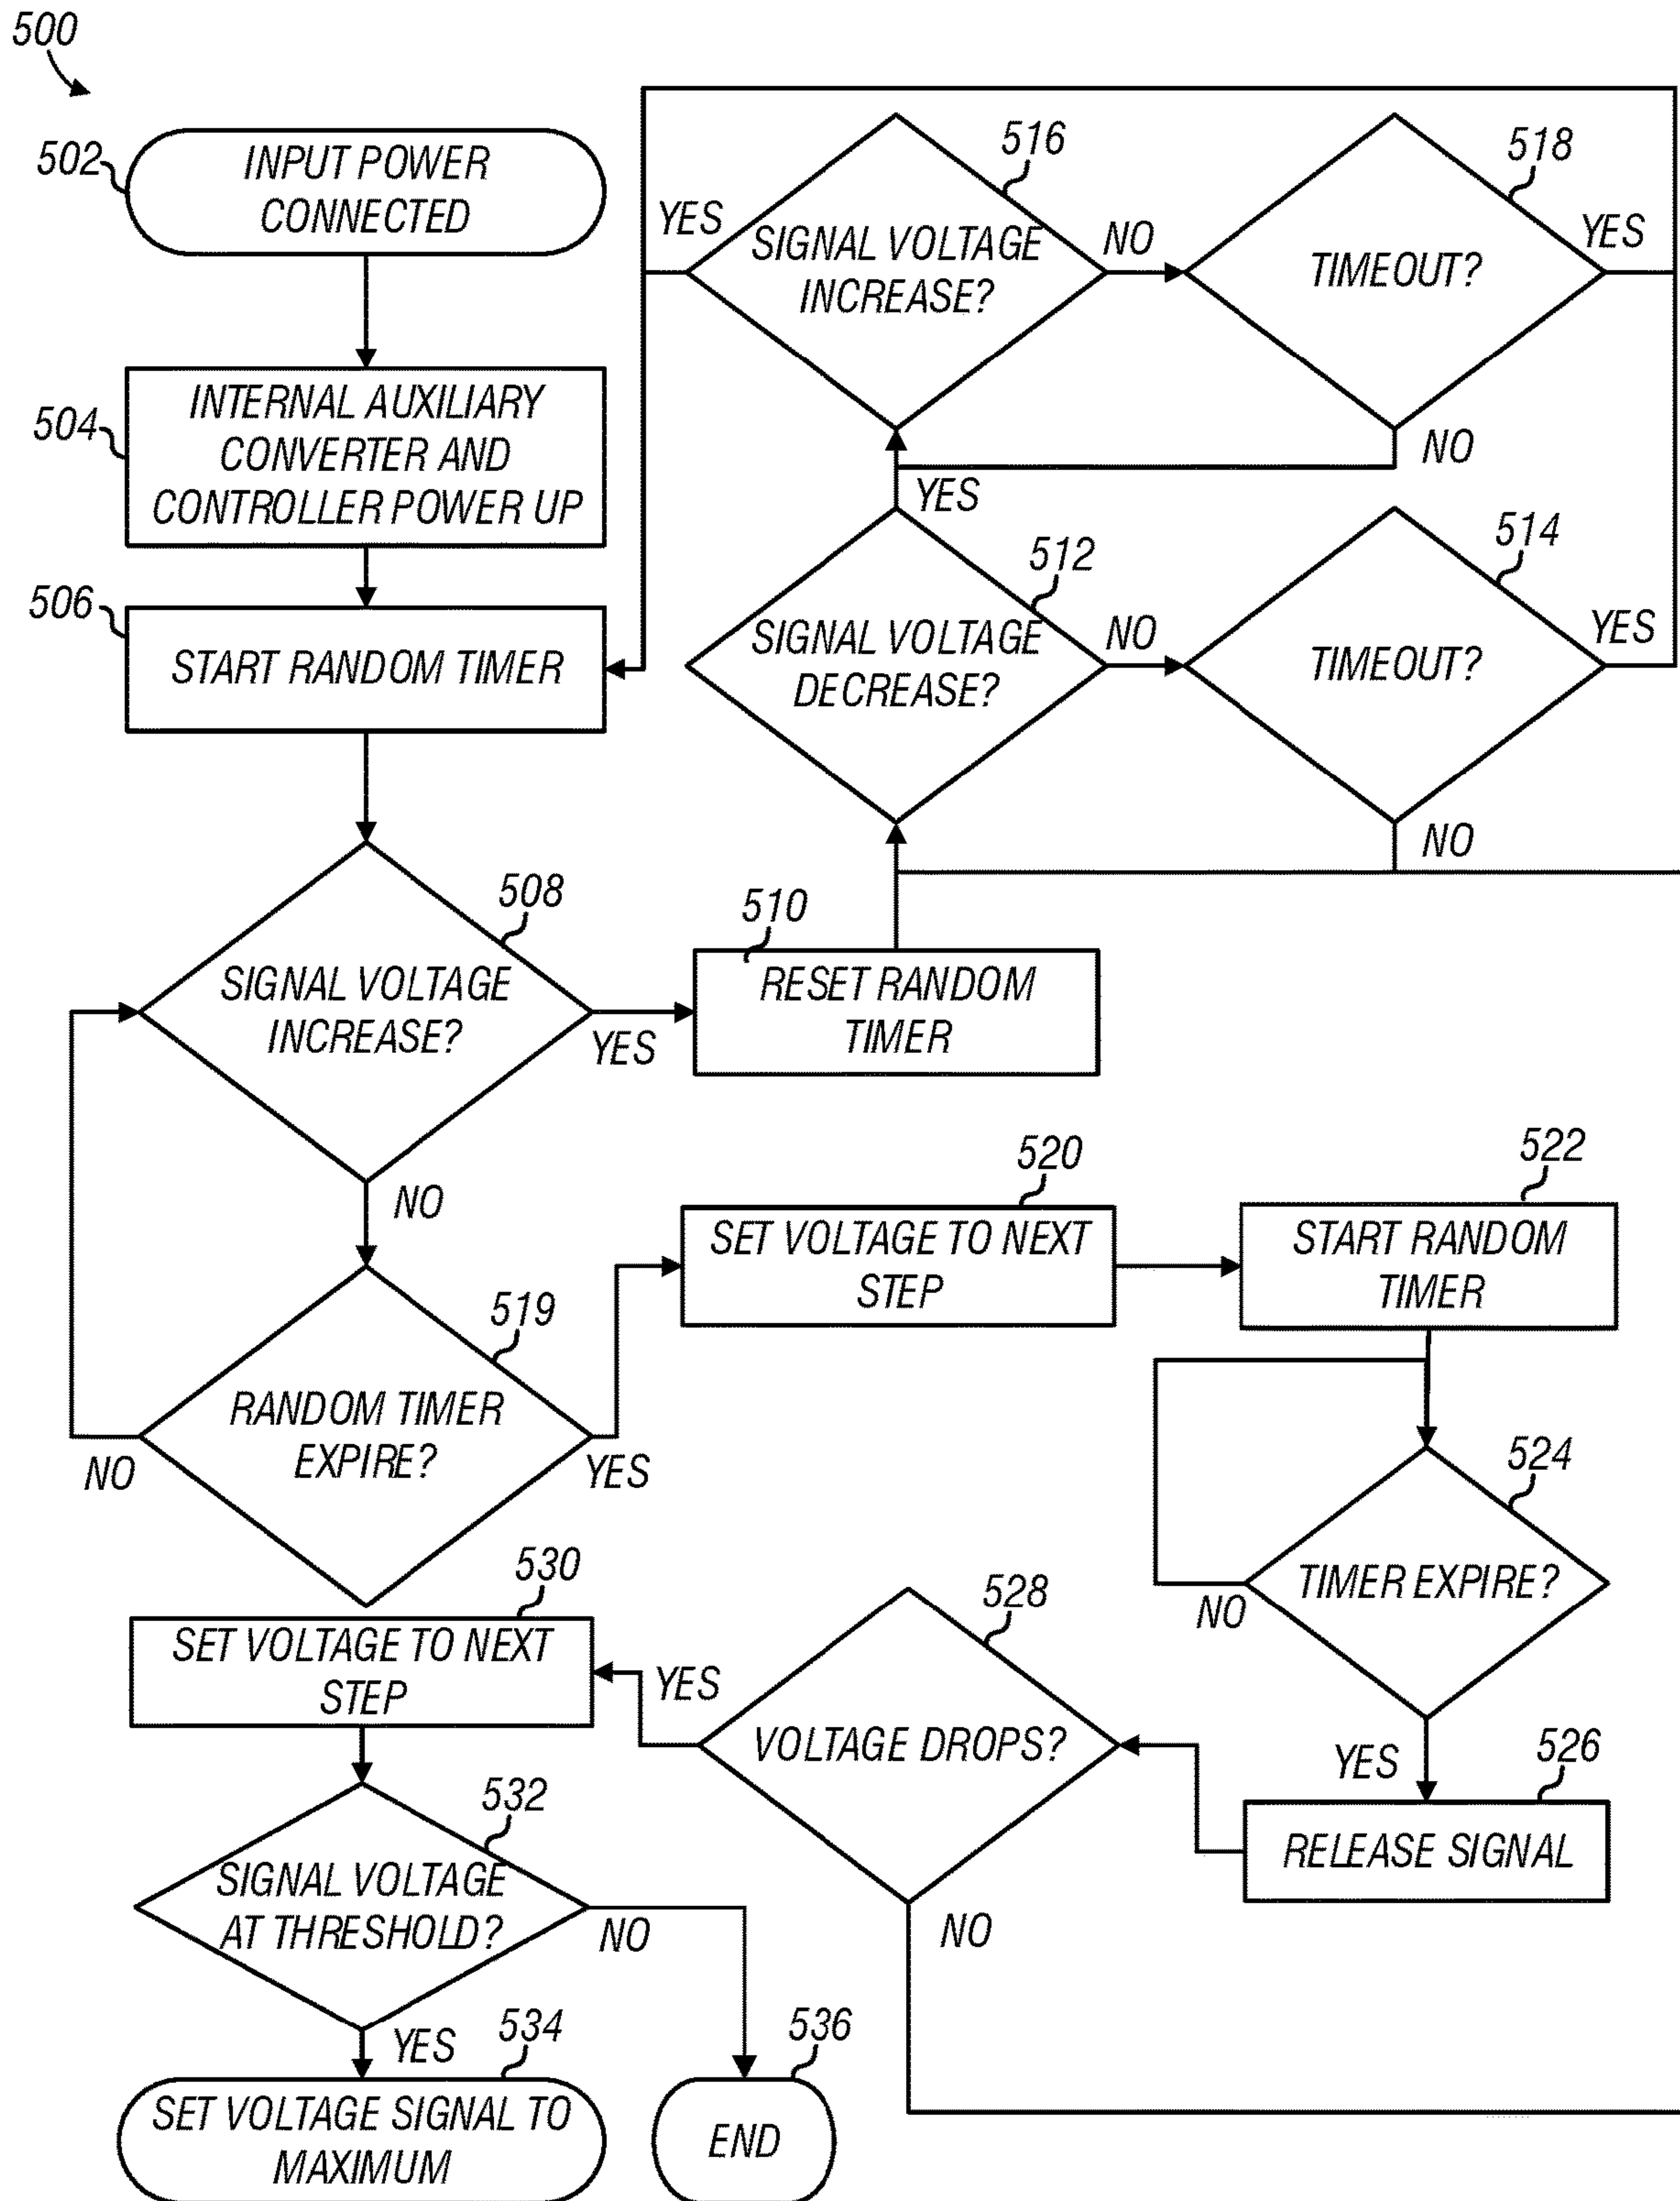 500
502
INPUT POWER
CONNECTED
504
INTERNAL AUXILIARY
CONVERTER AND
CONTROLLER POWER UP
506
START RANDOM TIMER
516
YES
SIGNAL VOLTAGE
INCREASE?
NO
518
TIMEOUT?
YES
NO
YES
512
SIGNAL VOLTAGE
DECREASE?
NO
514
TIMEOUT?
YES
NO
508
SIGNAL VOLTAGE
INCREASE?
YES
NO
510
RESET RANDOM
TIMER
519
RANDOM TIMER
EXPIRE?
NO
YES
520
SET VOLTAGE TO NEXT
STEP
522
START RANDOM
TIMER
524
TIMER EXPIRE?
NO
YES
526
RELEASE SIGNAL
528
VOLTAGE DROPS?
YES
NO
530
SET VOLTAGE TO NEXT
STEP
532
SIGNAL VOLTAGE
AT THRESHOLD?
NO
YES
534
SET VOLTAGE SIGNAL TO
MAXIMUM
536
END